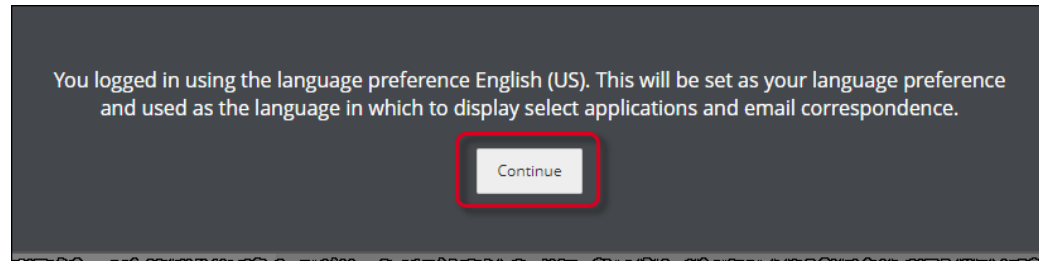 You logged in using the language preference English (US). This will be set as your language preference
and used as the language in which to display select applications and email correspondence.
Continue